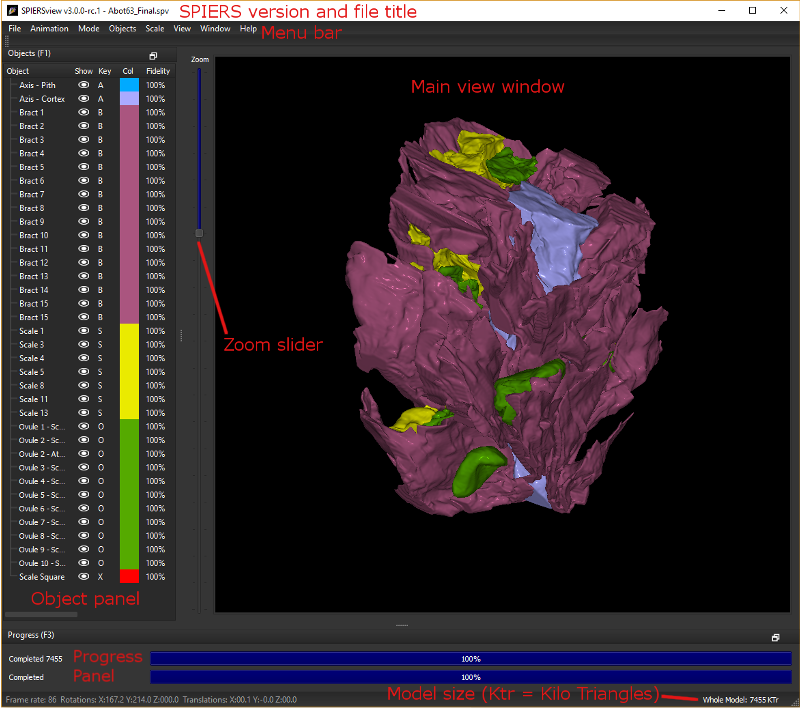 SPIERSview v3.0.0-rc.1 - Abot63_Final.spv SPIERS version and file title
File Animation Mode Objects Scale View Window Help Menu bar
Objects (F1)
Zoom
Object Show Key Col Fidelity
Axis - Pith A 100%
Azis - Cortex A 100%
Bract 1 B 100%
Bract 2 B 100%
Bract 3 B 100%
Bract 4 B 100%
Bract 5 B 100%
Bract 6 B 100%
Bract 7 B 100%
Bract 8 B 100%
Bract 9 B 100%
Bract 10 B 100%
Bract 11 B 100%
Bract 12 B 100%
Bract 13 B 100%
Bract 14 B 100%
Bract 15 B 100%
Bract 15 B 100%
Scale 1 S 100%
Scale 3 S 100%
Scale 4 S 100%
Scale 5 S 100%
Scale 8 S 100%
Scale 11 S 100%
Scale 13 S 100%
Ovule 1 - Sc... O 100%
Ovule 2 - Sc... O 100%
Ovule 2 - At... O 100%
Ovule 3 - Sc... O 100%
Ovule 4 - Sc... O 100%
Ovule 5 - Sc... O 100%
Ovule 6 - Sc... O 100%
Ovule 7 - Sc... O 100%
Ovule 8 - Sc... O 100%
Ovule 9 - Sc... O 100%
Ovule 10 - S... O 100%
Scale Square X 100%
Object panel
Main view window
Zoom slider
Progress (F3)
Completed 7455 Progress 100%
Completed Panel 100%
Frame rate: 86 Rotations: X:167.2 Y:214.0 Z:000.0 Translations: X:00.1 Y:-0.0 Z:00.0 Model size (Ktr = Kilo Triangles) Whole Model: 7455 KTr